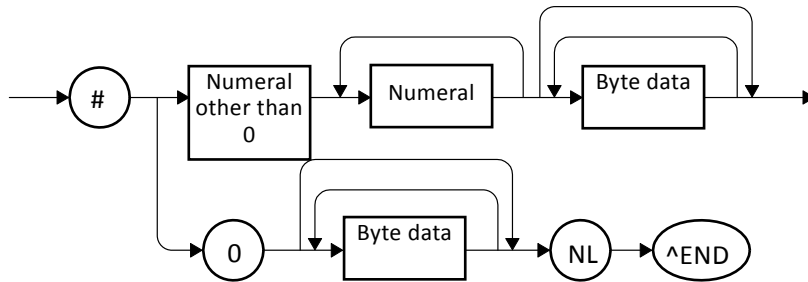 #
Numeral
other than
0
Numeral
Byte data
0
Byte data
NL
^END